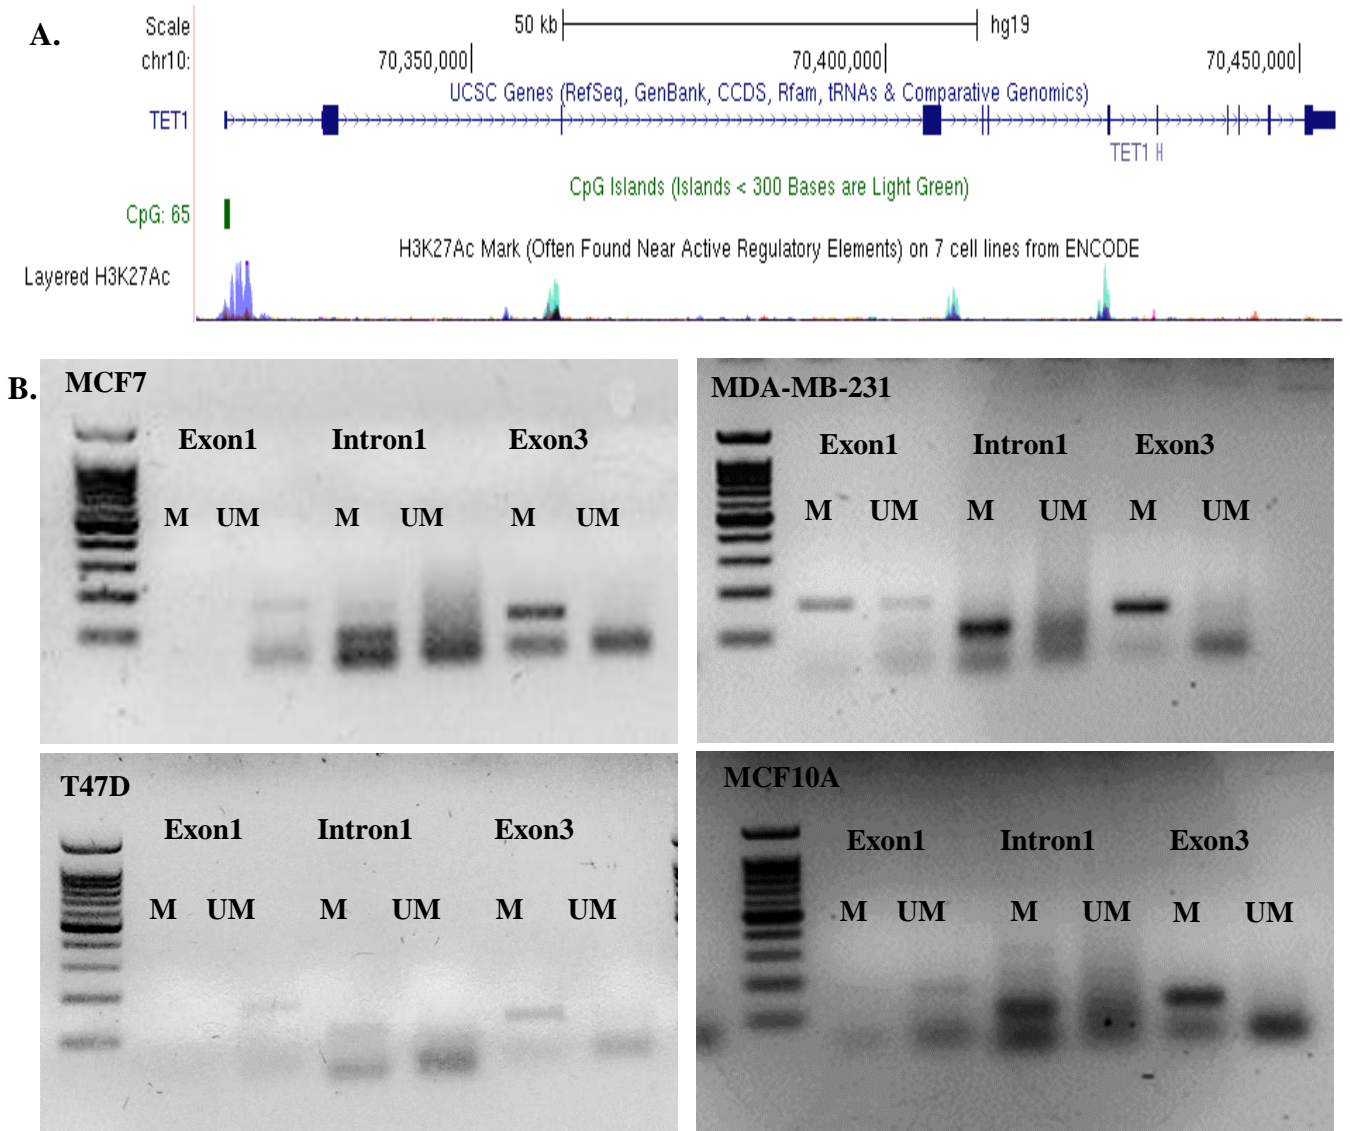 A.
Scale 50 kb hg19
chr10: 70,350,000 70,400,000 70,450,000
UCSC Genes (RefSeq, GenBank, CCDS, Rfam, tRNAs & Comparative Genomics)
TET1
TET1
CpG Islands (Islands < 300 Bases are Light Green)
CpG: 65
H3K27Ac Mark (Often Found Near Active Regulatory Elements) on 7 cell lines from ENCODE
Layered H3K27Ac
B.
MCF7
Exon1 Intron1 Exon3
M UM M UM M UM
MDA-MB-231
Exon1 Intron1 Exon3
M UM M UM M UM
T47D
Exon1 Intron1 Exon3
M UM M UM M UM
MCF10A
Exon1 Intron1 Exon3
M UM M UM M UM